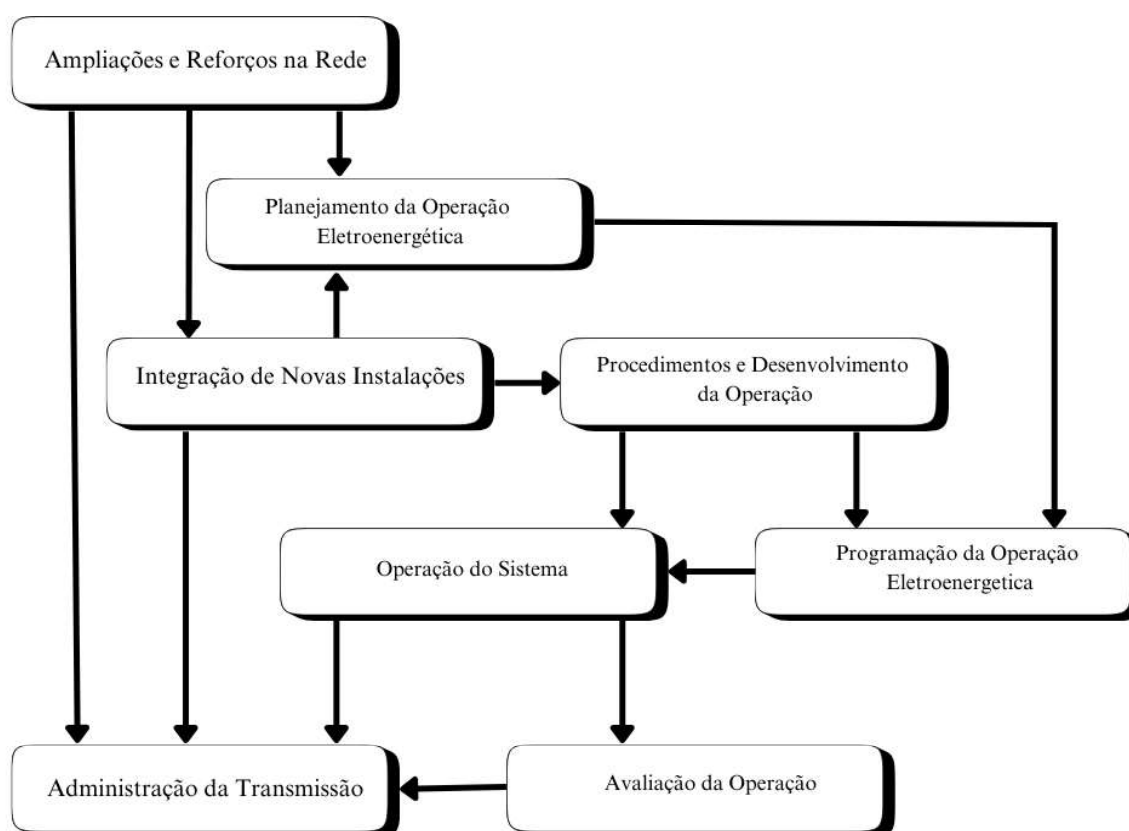 Ampliações e Reforços na Rede
Planejamento da Operação
Eletroenergética
Integração de Novas Instalações
Procedimentos e Desenvolvimento
da Operação
Operação do Sistema
Programação da Operação
Eletroenergetica
Administração da Transmissão
Avaliação da Operação